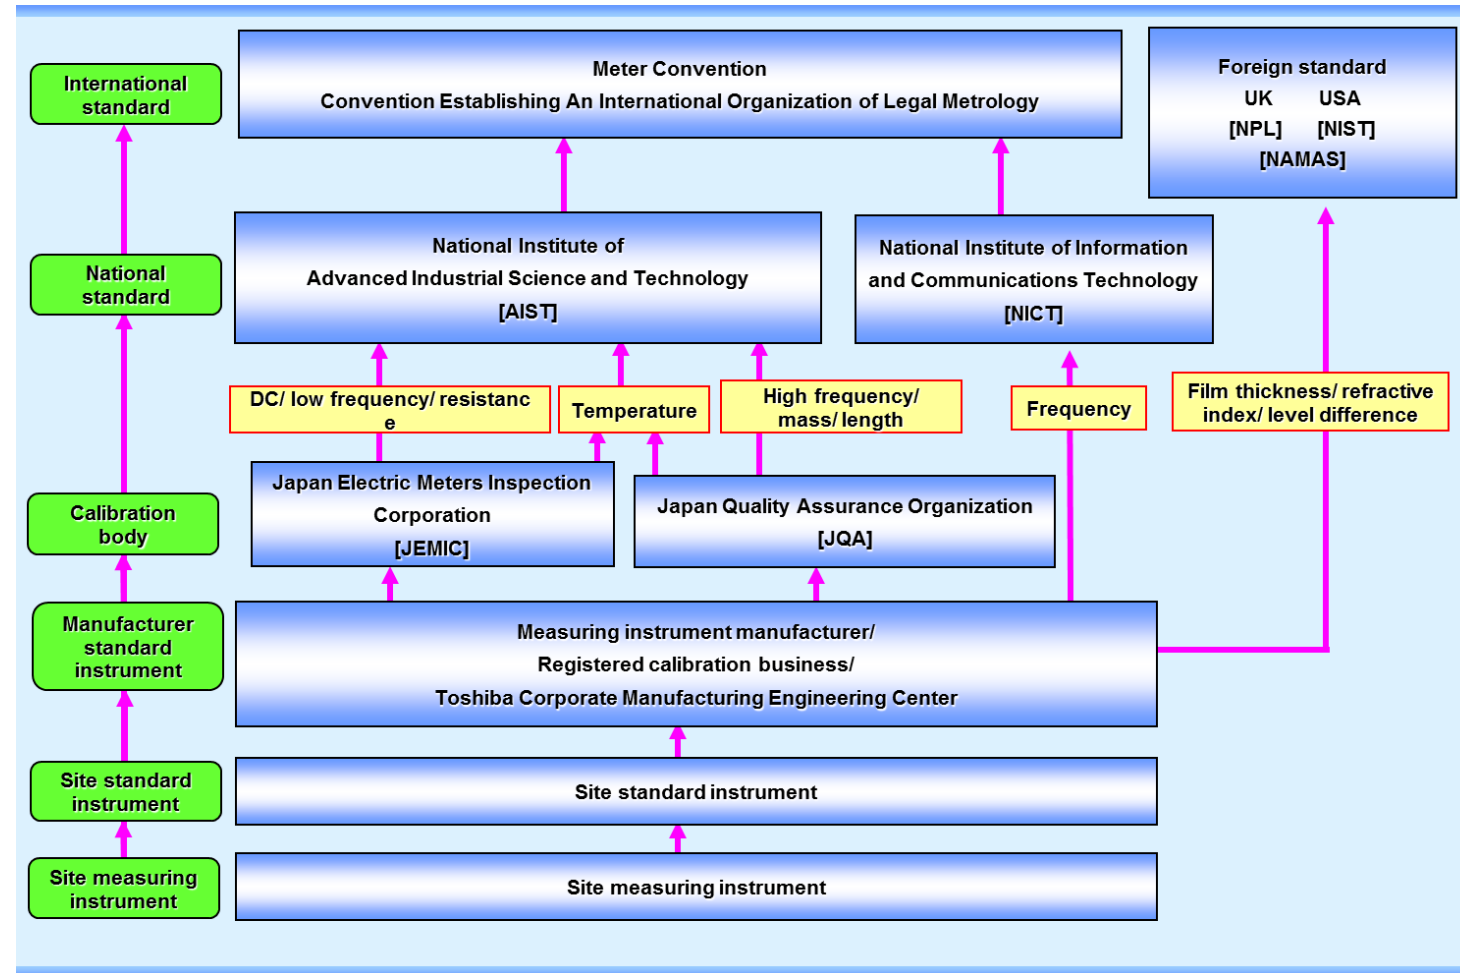 International
standard
Meter Convention
Convention Establishing An International Organization of Legal Metrology
Foreign standard
UK USA
[NPL] [NIST]
[NAMAS]
National
standard
National Institute of
Advanced Industrial Science and Technology
[AIST]
National Institute of Information
and Communications Technology
[NICT]
DC/ low frequency/ resistanc
e
Temperature
High frequency/
mass/ length
Frequency
Film thickness/ refractive
index/ level difference
Calibration
body
Japan Electric Meters Inspection
Corporation
[JEMIC]
Japan Quality Assurance Organization
[JQA]
Manufacturer
standard
instrument
Measuring instrument manufacturer/
Registered calibration business/
Toshiba Corporate Manufacturing Engineering Center
Site standard
instrument
Site standard instrument
Site measuring
instrument
Site measuring instrument